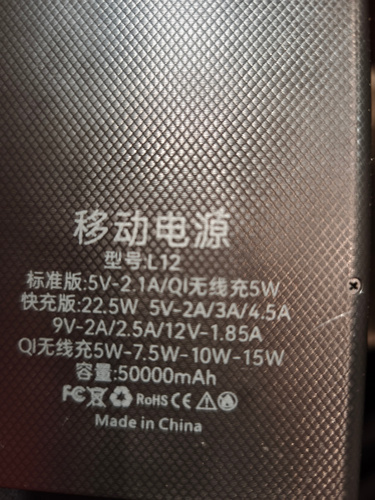 移动电源
型号:L12
标准版:5V-2.1A/QI无线充5W
快充版:22.5W 5V-2A/3A/4.5A
9V-2A/2.5A/12V-1.85A
QI无线充5W-7.5W-10W-15W
容量:50000mAh
FC RoHS CE
Made in China